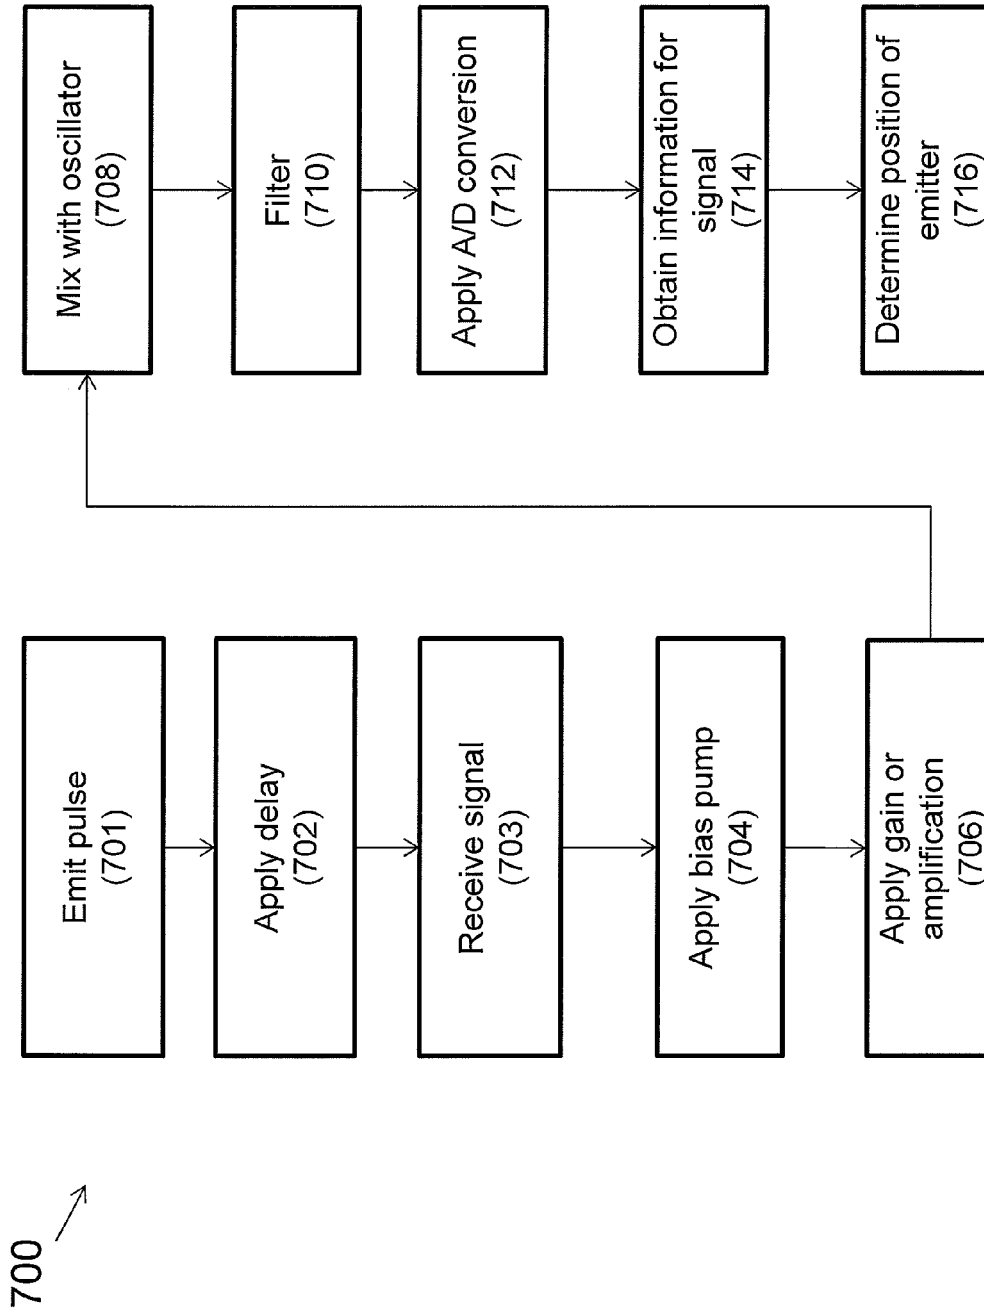 700
Emit pulse
(701)
Apply delay
(702)
Receive signal
(703)
Apply bias pump
(704)
Apply gain or
amplification
(706)
Mix with oscillator
(708)
Filter
(710)
Apply A/D conversion
(712)
Obtain information for
signal
(714)
Determine position of
emitter
(716)